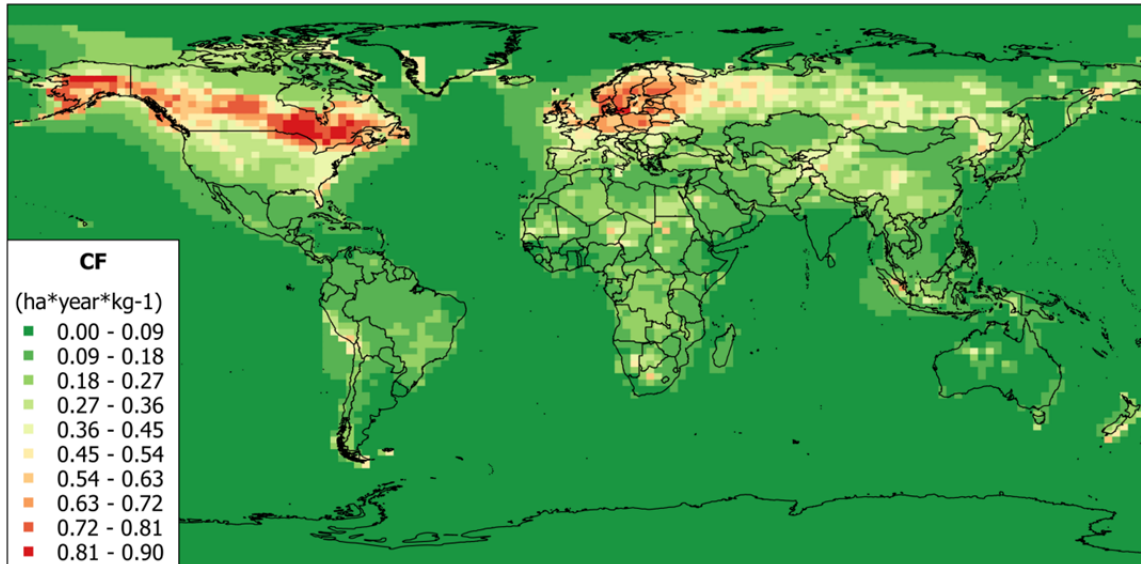 CF
(ha*year*kg-1)
0.00 - 0.09
0.09 - 0.18
0.18 - 0.27
0.27 - 0.36
0.36 - 0.45
0.45 - 0.54
0.54 - 0.63
0.63 - 0.72
0.72 - 0.81
0.81 - 0.90